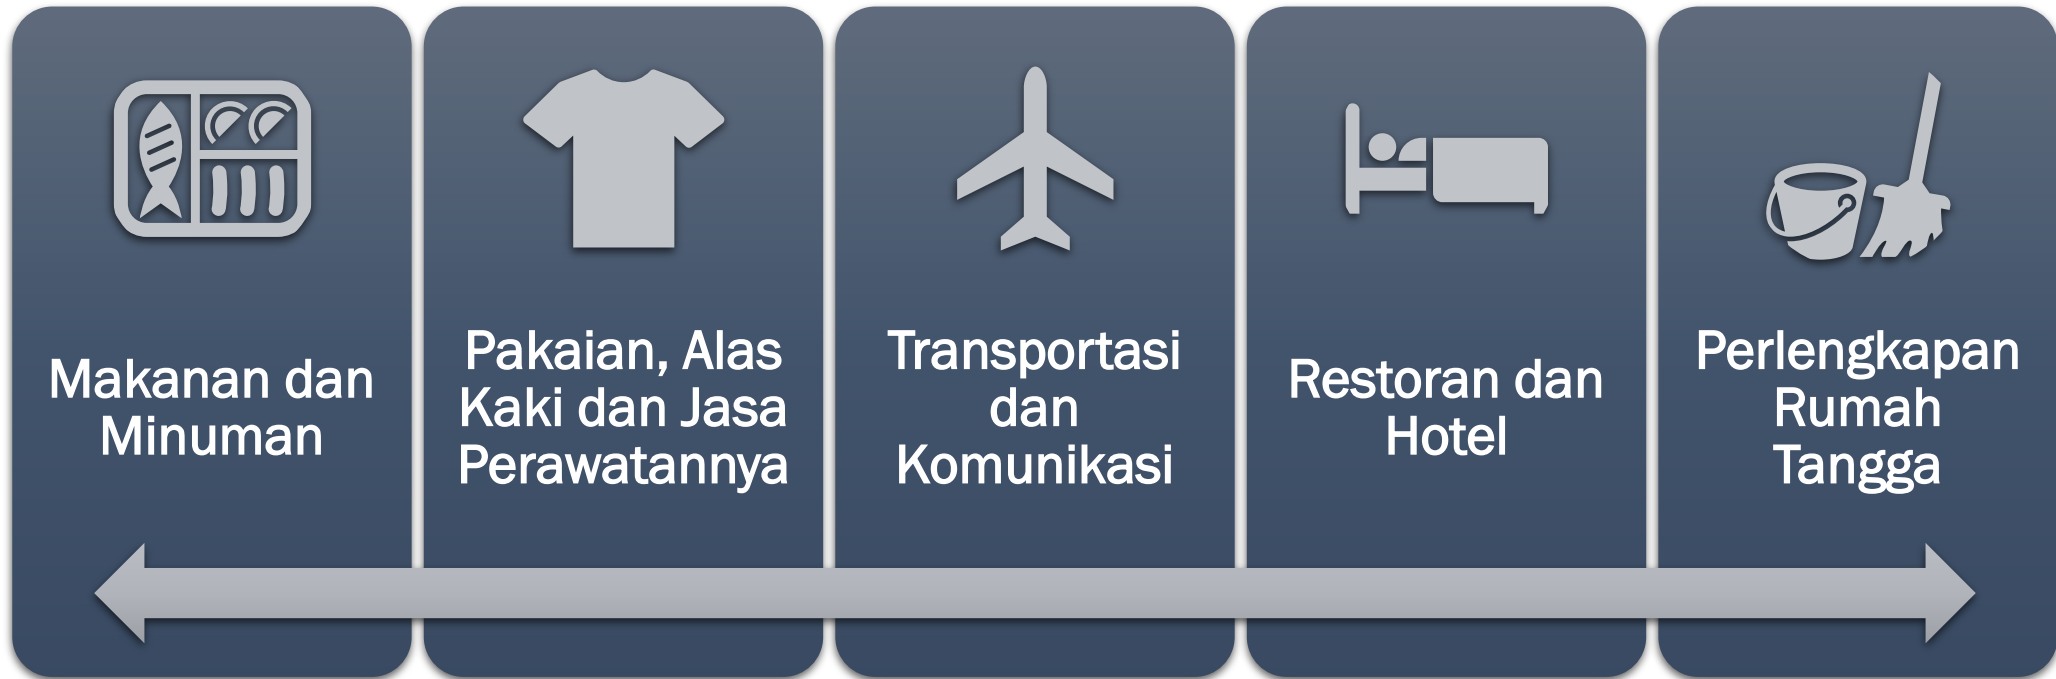 Makanan dan
Minuman
Pakaian, Alas
Kaki dan Jasa
Perawatannya
Transportasi
dan
Komunikasi
Restoran dan
Hotel
Perlengkapan
Rumah
Tangga